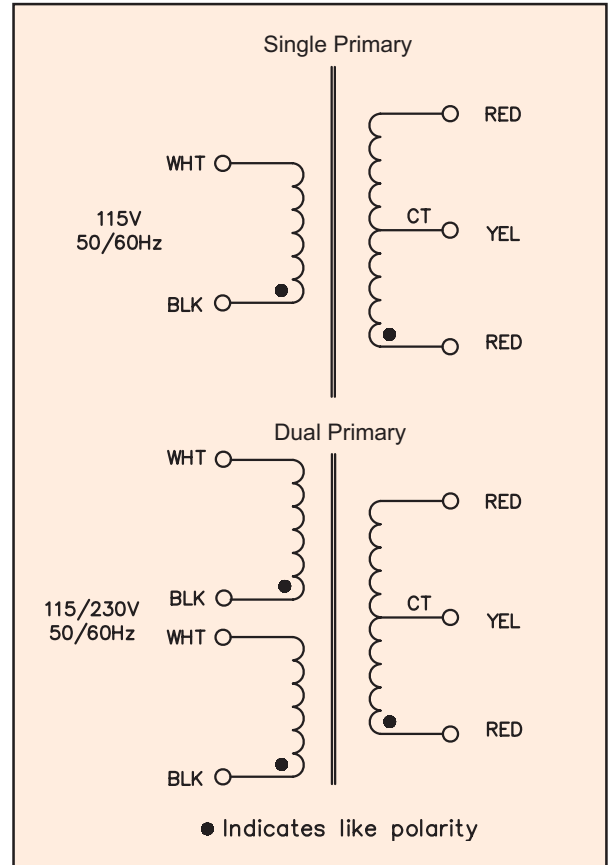 Single Primary
RED
WHT
CT
115V
YEL
50/60Hz
BLK
RED
Dual Primary
WHT
RED
BLK
CT
115/230V
YEL
50/60Hz
WHT
RED
BLK
Indicates like polarity